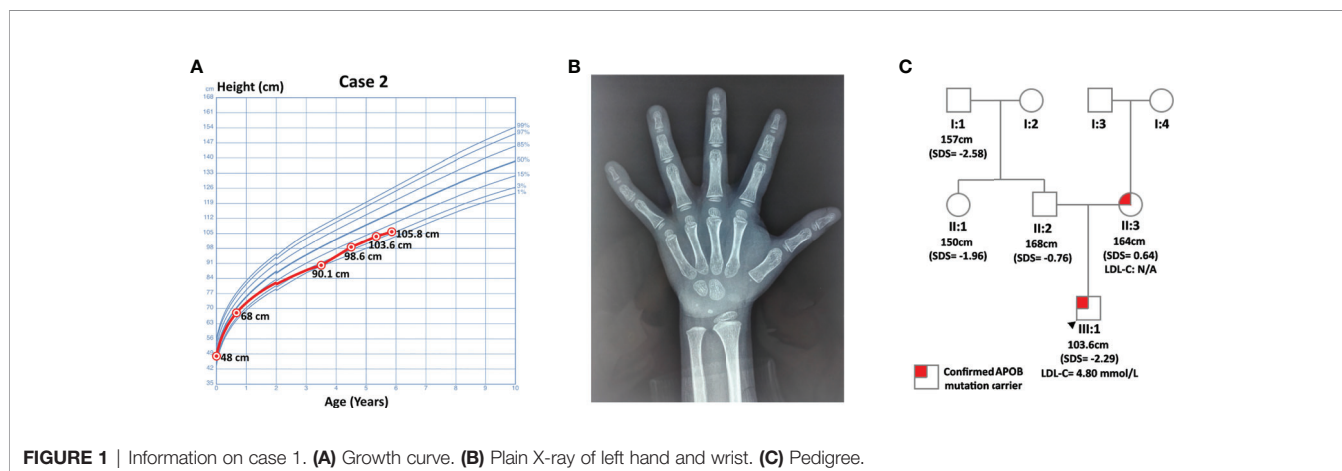 A
B
C
Height (cm)
Case 2
cm
168
161
154
147
140
133
126
119
112
105
98
91
84
77
70
63
56
49
42
35
99%
97%
85%
50%
15%
3%
1%
105.8 cm
103.6 cm
98.6 cm
90.1 cm
68 cm
48 cm
0 1 2 3 4 5 6 7 8 9 10
Age (Years)
I:1
157cm
(SDS= -2.58)
I:2
I:3
I:4
II:1
150cm
(SDS= -1.96)
II:2
168cm
(SDS= -0.76)
II:3
164cm
(SDS= 0.64)
LDL-C: N/A
III:1
103.6cm
(SDS= -2.29)
LDL-C= 4.80 mmol/L
Confirmed APOB
mutation carrier
FIGURE 1 | Information on case 1. (A) Growth curve. (B) Plain X-ray of left hand and wrist. (C) Pedigree.